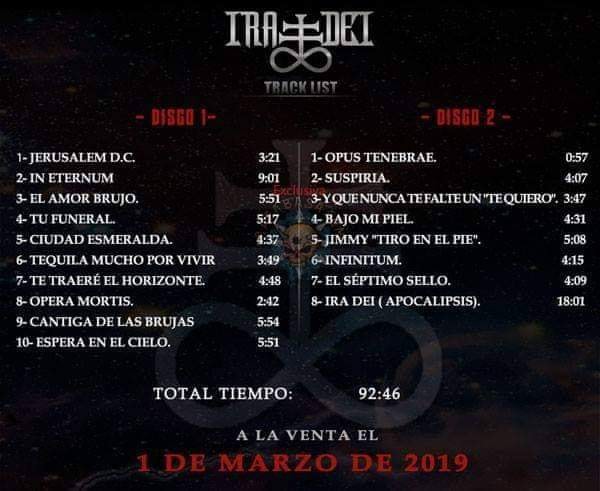 IRA DEI
TRACK LIST
- DISCO 1-
1- JERUSALEM D.C. 3:21
2- IN ETERNUM 9:01
3- EL AMOR BRUJO. 5:51
4- TU FUNERAL. 5:17
5- CIUDAD ESMERALDA. 4:37
6- TEQUILA MUCHO POR VIVIR 3:49
7- TE TRAERÉ EL HORIZONTE. 4:48
8- OPERA MORTIS. 2:42
9- CANTIGA DE LAS BRUJAS 5:54
10- ESPERA EN EL CIELO. 5:51
Exclusiva
- DISCO 2 -
1- OPUS TENEBRAE. 0:57
2- SUSPIRIA. 4:07
3- Y QUE NUNCA TE FALTE UN "TE QUIERO". 3:47
4- BAJO MI PIEL. 4:31
5- JIMMY "TIRO EN EL PIE". 5:08
6- INFINITUM. 4:15
7- EL SÉPTIMO SELLO. 4:09
8- IRA DEI ( APOCALIPSIS). 18:01
TOTAL TIEMPO: 92:46
A LA VENTA EL
1 DE MARZO DE 2019